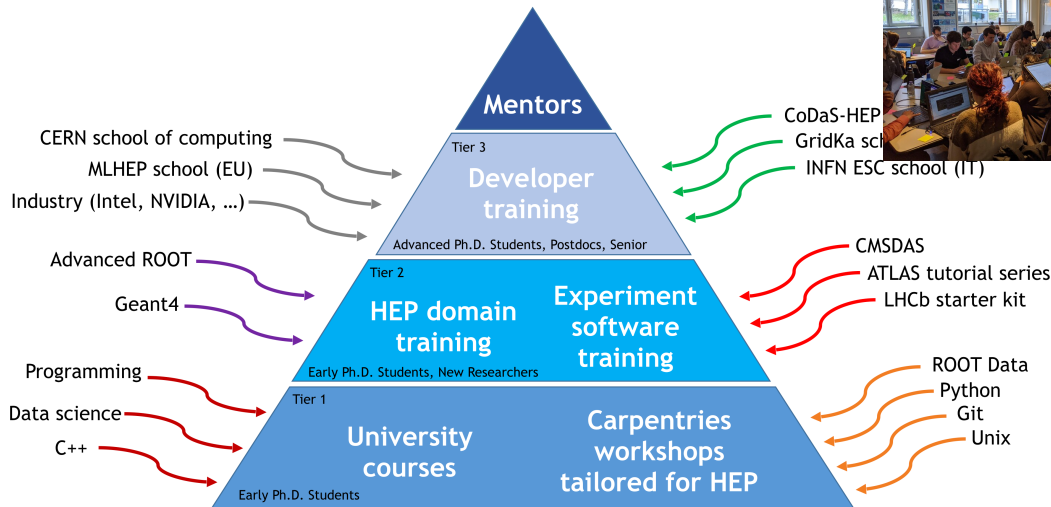 Mentors
CERN school of computing
MLHEP school (EU)
Industry (Intel, NVIDIA, …)
Tier 3
Developer
training
Advanced Ph.D. Students, Postdocs, Senior
CoDaS-HEP
GridKa
INFN ESC school (IT)
Advanced ROOT
Geant4
Tier 2
HEP domain
training
Experiment
software
training
Early Ph.D. Students, New Researchers
CMSDAS
ATLAS tutorial series
LHCb starter kit
Programming
Data science
C++
Tier 1
University
courses
Carpentries
workshops
tailored for HEP
Early Ph.D. Students
ROOT Data
Python
Git
Unix